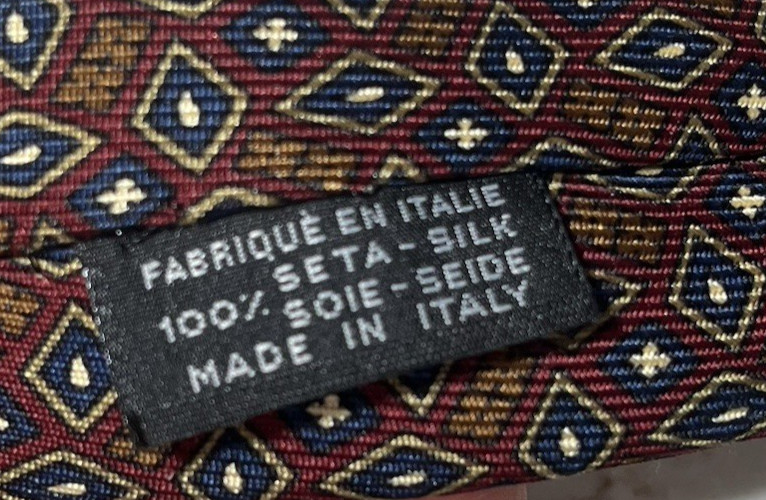 FABRIQUÈ EN ITALIE
SETA - SILK
100% SOIE - SEIDE
MADE IN ITALY